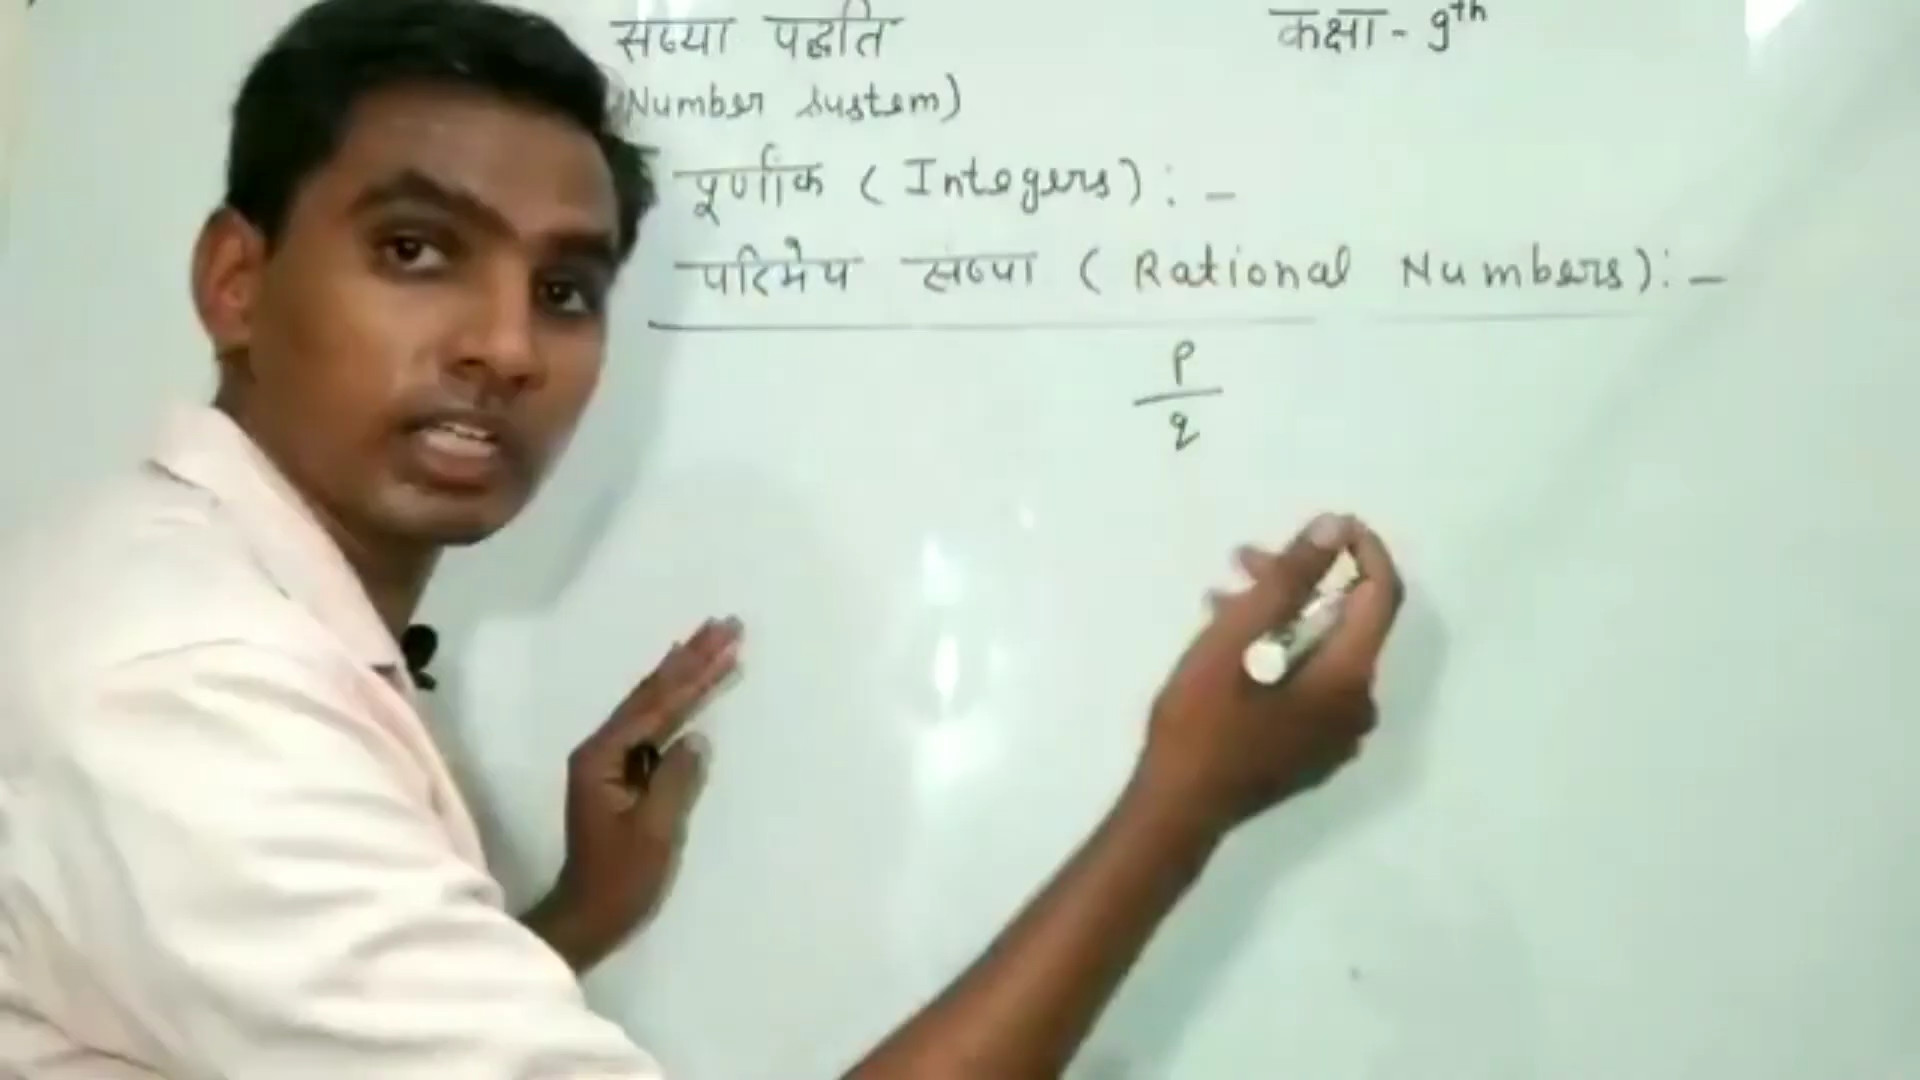 संख्या पद्धति कक्षा - 9th
(Number System)
पूर्णांक (Integers) : -
परिमेय संख्या ( Rational Numbers) : -
p
q